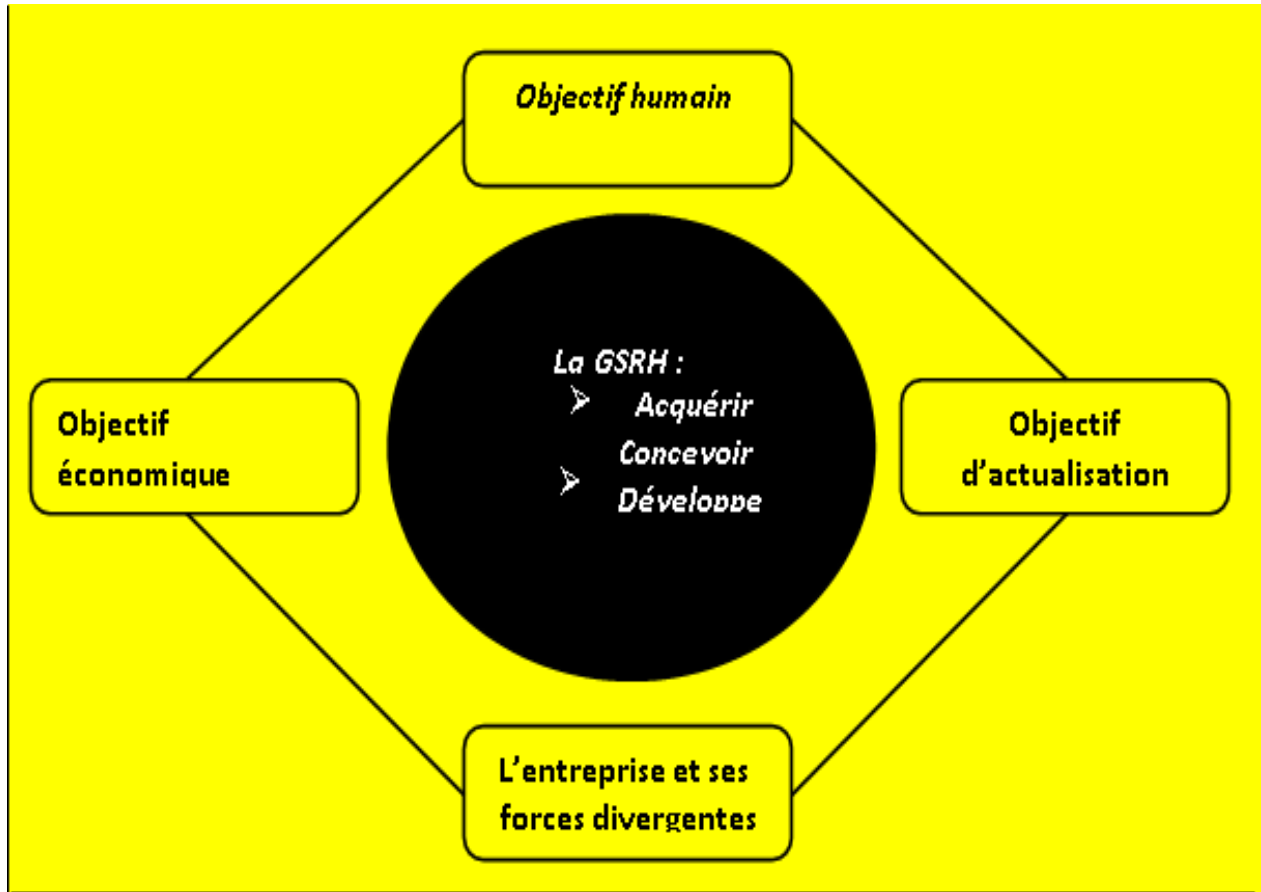 Objectif humain
La GSRH :
➢ Acquérir
Concevoir
➢ Développe
Objectif
économique
Objectif
d'actualisation
L'entreprise et ses
forces divergentes